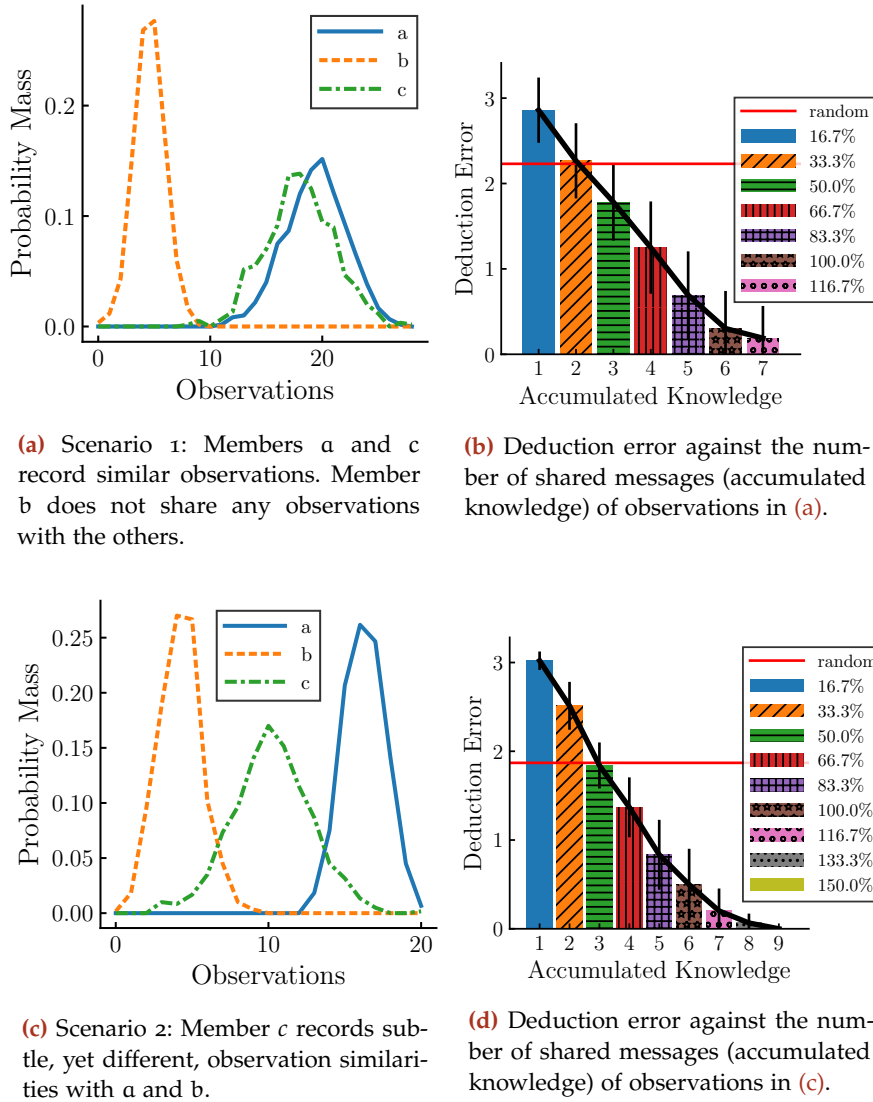 a
b
c
0.2
0.1
0.0
Probability Mass
0
10
20
Observations
3
2
1
0
Deduction Error
random
16.7%
33.3%
50.0%
66.7%
83.3%
100.0%
116.7%
1 2 3 4 5 6 7
Accumulated Knowledge
(a) Scenario 1: Members a and c
record similar observations. Member
b does not share any observations
with the others.
(b) Deduction error against the num-
ber of shared messages (accumulated
knowledge) of observations in (a).
a
b
c
0.25
0.20
0.15
0.10
0.05
0.00
Probability Mass
0
10
20
Observations
3
2
1
0
Deduction Error
random
16.7%
33.3%
50.0%
66.7%
83.3%
100.0%
116.7%
133.3%
150.0%
1 2 3 4 5 6 7 8 9
Accumulated Knowledge
(c) Scenario 2: Member c records sub-
tle, yet different, observation similari-
ties with a and b.
(d) Deduction error against the num-
ber of shared messages (accumulated
knowledge) of observations in (c).